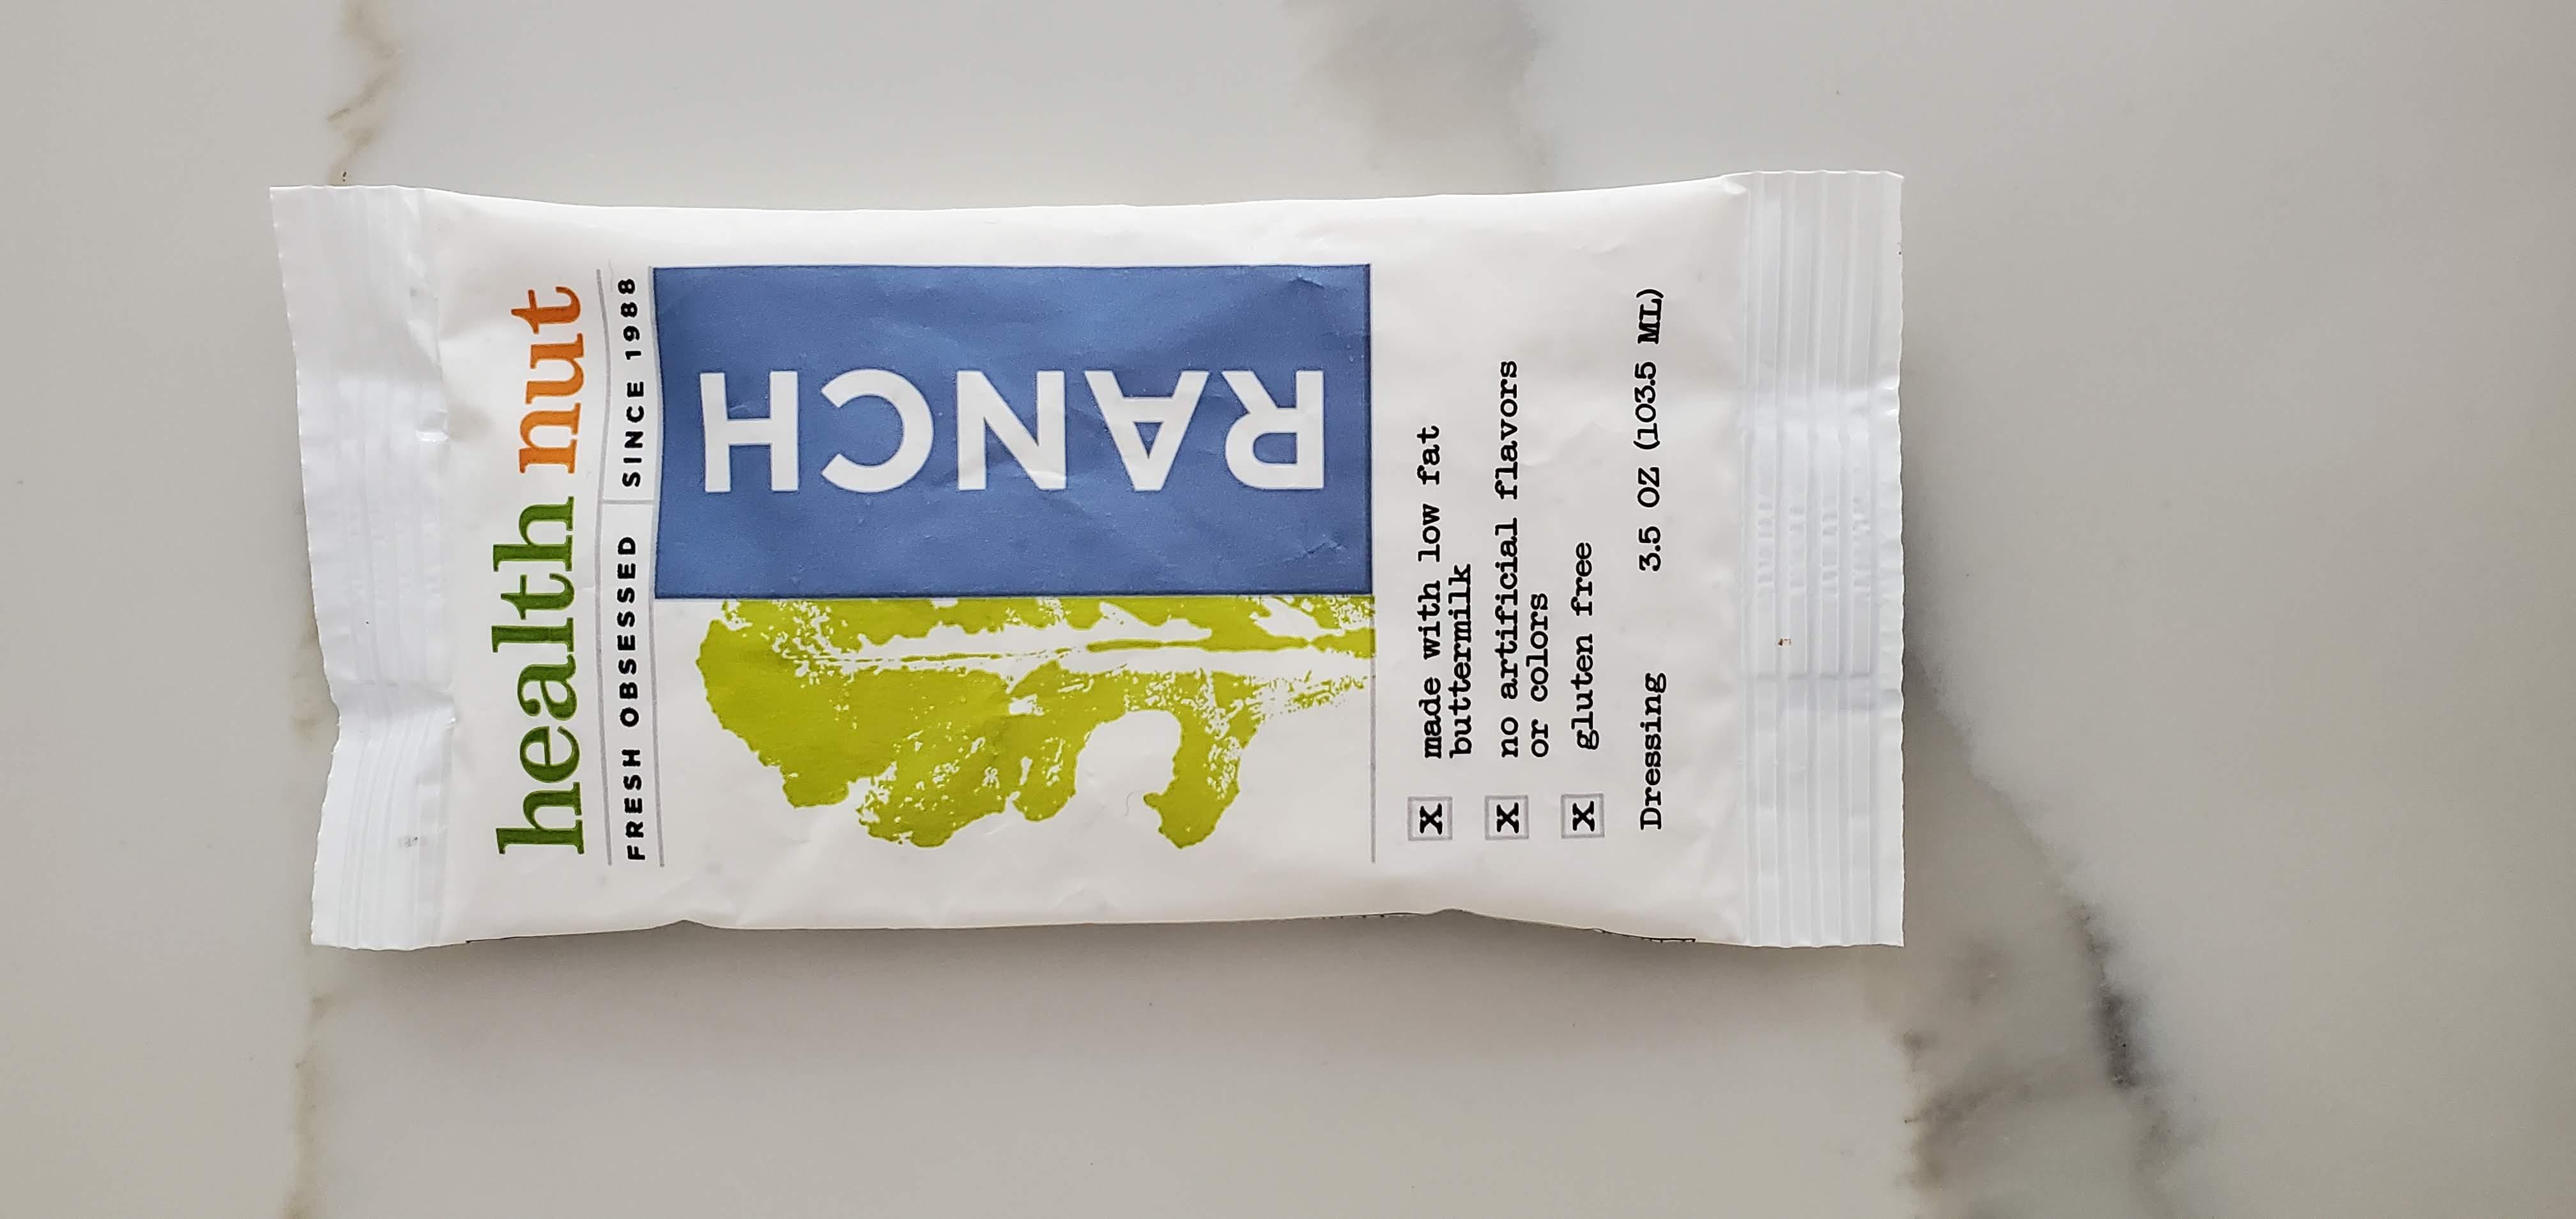 health nut
FRESH OBSESSED SINCE 1988
RANCH
X made with low fat
buttermilk
X no artificial flavors
or colors
X gluten free
Dressing 3.5 OZ (103.5 ML)